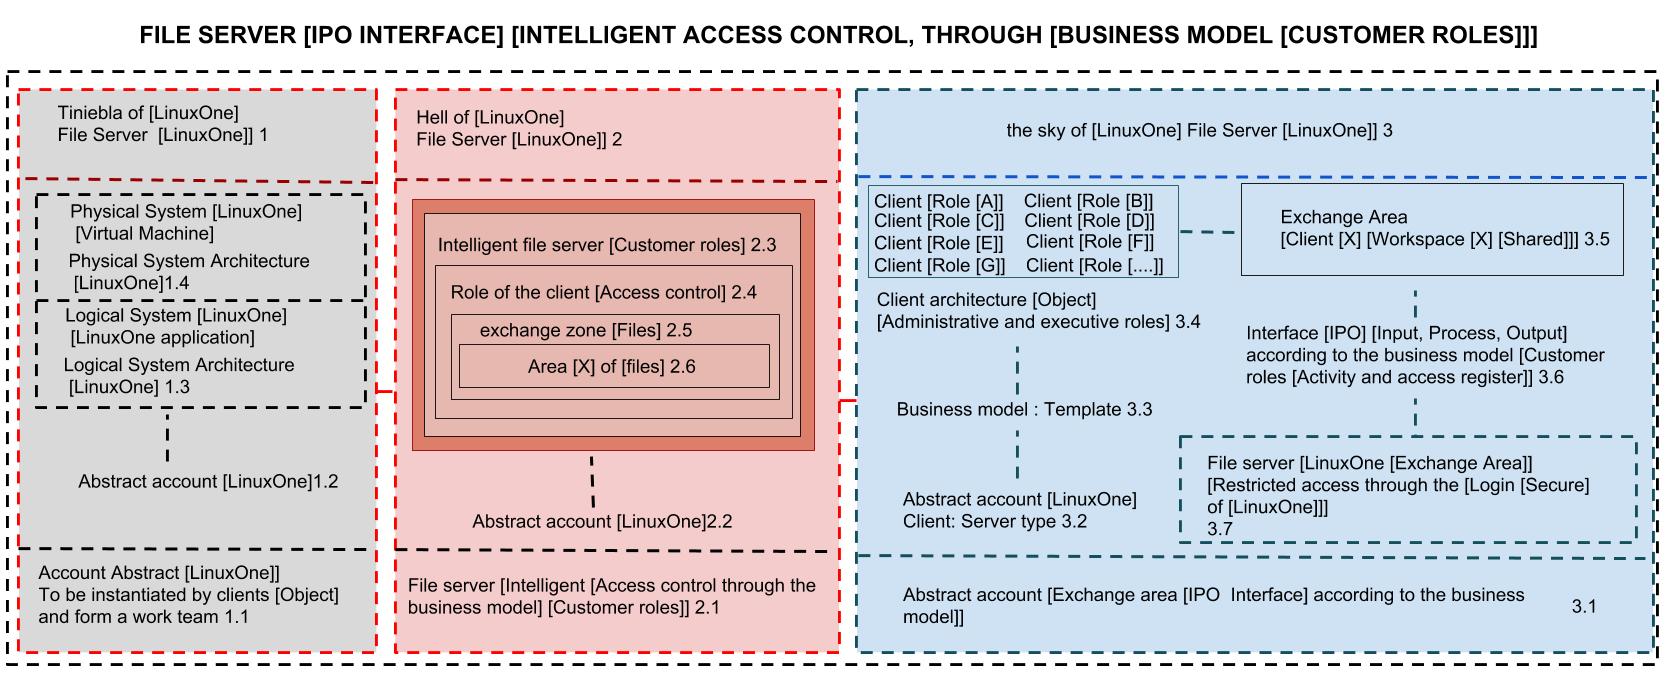 FILE SERVER [IPO INTERFACE] [INTELLIGENT ACCESS CONTROL, THROUGH [BUSINESS MODEL [CUSTOMER ROLES]]]
Tiniebla of [LinuxOne]
File Server [LinuxOne]] 1
Physical System [LinuxOne]
[Virtual Machine]
Physical System Architecture
[LinuxOne]1.4
Logical System [LinuxOne]
[LinuxOne application]
Logical System Architecture
[LinuxOne] 1.3
Abstract account [LinuxOne]1.2
Account Abstract [LinuxOne]]
To be instantiated by clients [Object]
and form a work team 1.1
Hell of [LinuxOne]
File Server [LinuxOne]] 2
Intelligent file server [Customer roles] 2.3
Role of the client [Access control] 2.4
exchange zone [Files] 2.5
Area [X] of [files] 2.6
Abstract account [LinuxOne]2.2
File server [Intelligent [Access control through the
business model] [Customer roles]] 2.1
the sky of [LinuxOne] File Server [LinuxOne]] 3
Client [Role [A]] Client [Role [B]]
Client [Role [C]] Client [Role [D]]
Client [Role [E]] Client [Role [F]]
Client [Role [G]] Client [Role [....]]
Client architecture [Object]
[Administrative and executive roles] 3.4
Business model : Template 3.3
Abstract account [LinuxOne]
Client: Server type 3.2
Exchange Area
[Client [X] [Workspace [X] [Shared]]] 3.5
Interface [IPO] [Input, Process, Output]
according to the business model [Customer
roles [Activity and access register]] 3.6
File server [LinuxOne [Exchange Area]]
[Restricted access through the [Login [Secure]
of [LinuxOne]]]
3.7
Abstract account [Exchange area [IPO Interface] according to the business
model]]
3.1